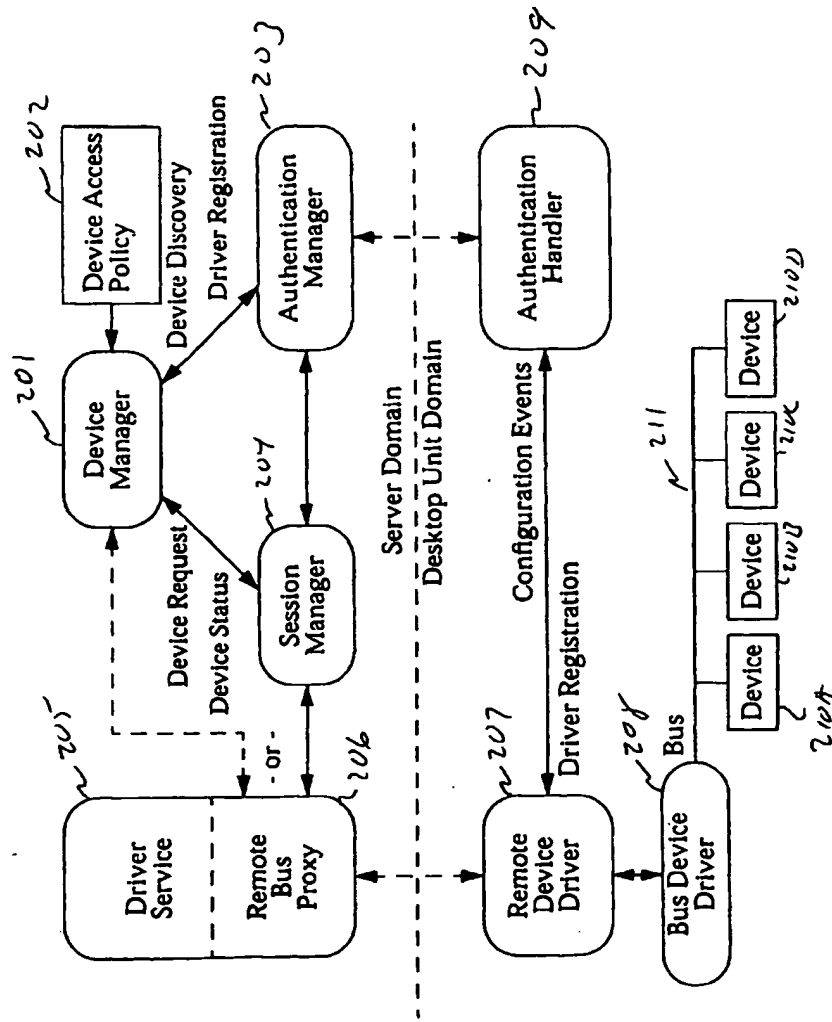 202
Device Access
Policy
201
Device
Manager
Device Discovery
Driver Registration
203
Authentication
Manager
Device Request
Device Status
204
Session
Manager
205
Driver
Service
- or -
206
Remote
Bus
Proxy
Server Domain
Desktop Unit Domain
209
Authentication
Handler
Configuration Events
Driver Registration
207
Remote
Device
Driver
208
Bus Device
Driver
Bus
211
Device
210A
Device
210B
Device
210C
Device
210D